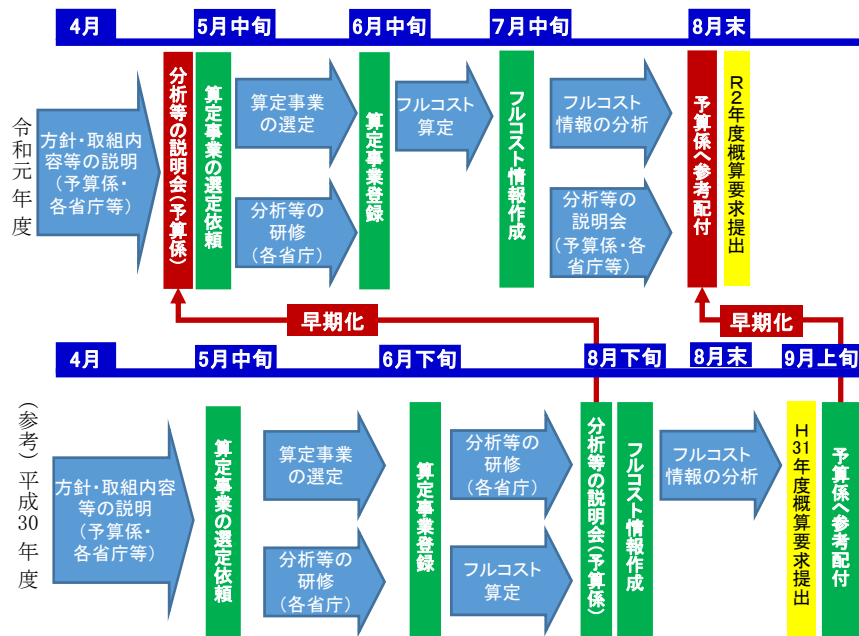 4月
5月中旬
6月中旬
7月中旬
8月末
令和元年度
方針・取組内
容等の説明
(予算係・
各省庁等)
分析等の説明会(予算係)
算定事業の選定依頼
算定事業
の選定
分析等の
研修
(各省庁)
算定事業登録
フルコスト
算定
フルコスト情報作成
フルコスト
情報の分析
分析等の
説明会
(予算係・各
省庁等)
予算係へ参考配付
R2年度概算要求提出
早期化
早期化
4月
5月中旬
6月下旬
8月下旬
8月末
9月上旬
(参考)平成30年度
方針・取組内容
等の説明
(予算係・
各省庁等)
算定事業の選定依頼
算定事業
の選定
分析等の
研修
(各省庁)
算定事業登録
分析等の
研修
(各省庁)
フルコスト
算定
分析等の説明会(予算係)
フルコスト情報作成
フルコスト
情報の分析
H31年度概算要求提出
予算係へ参考配付